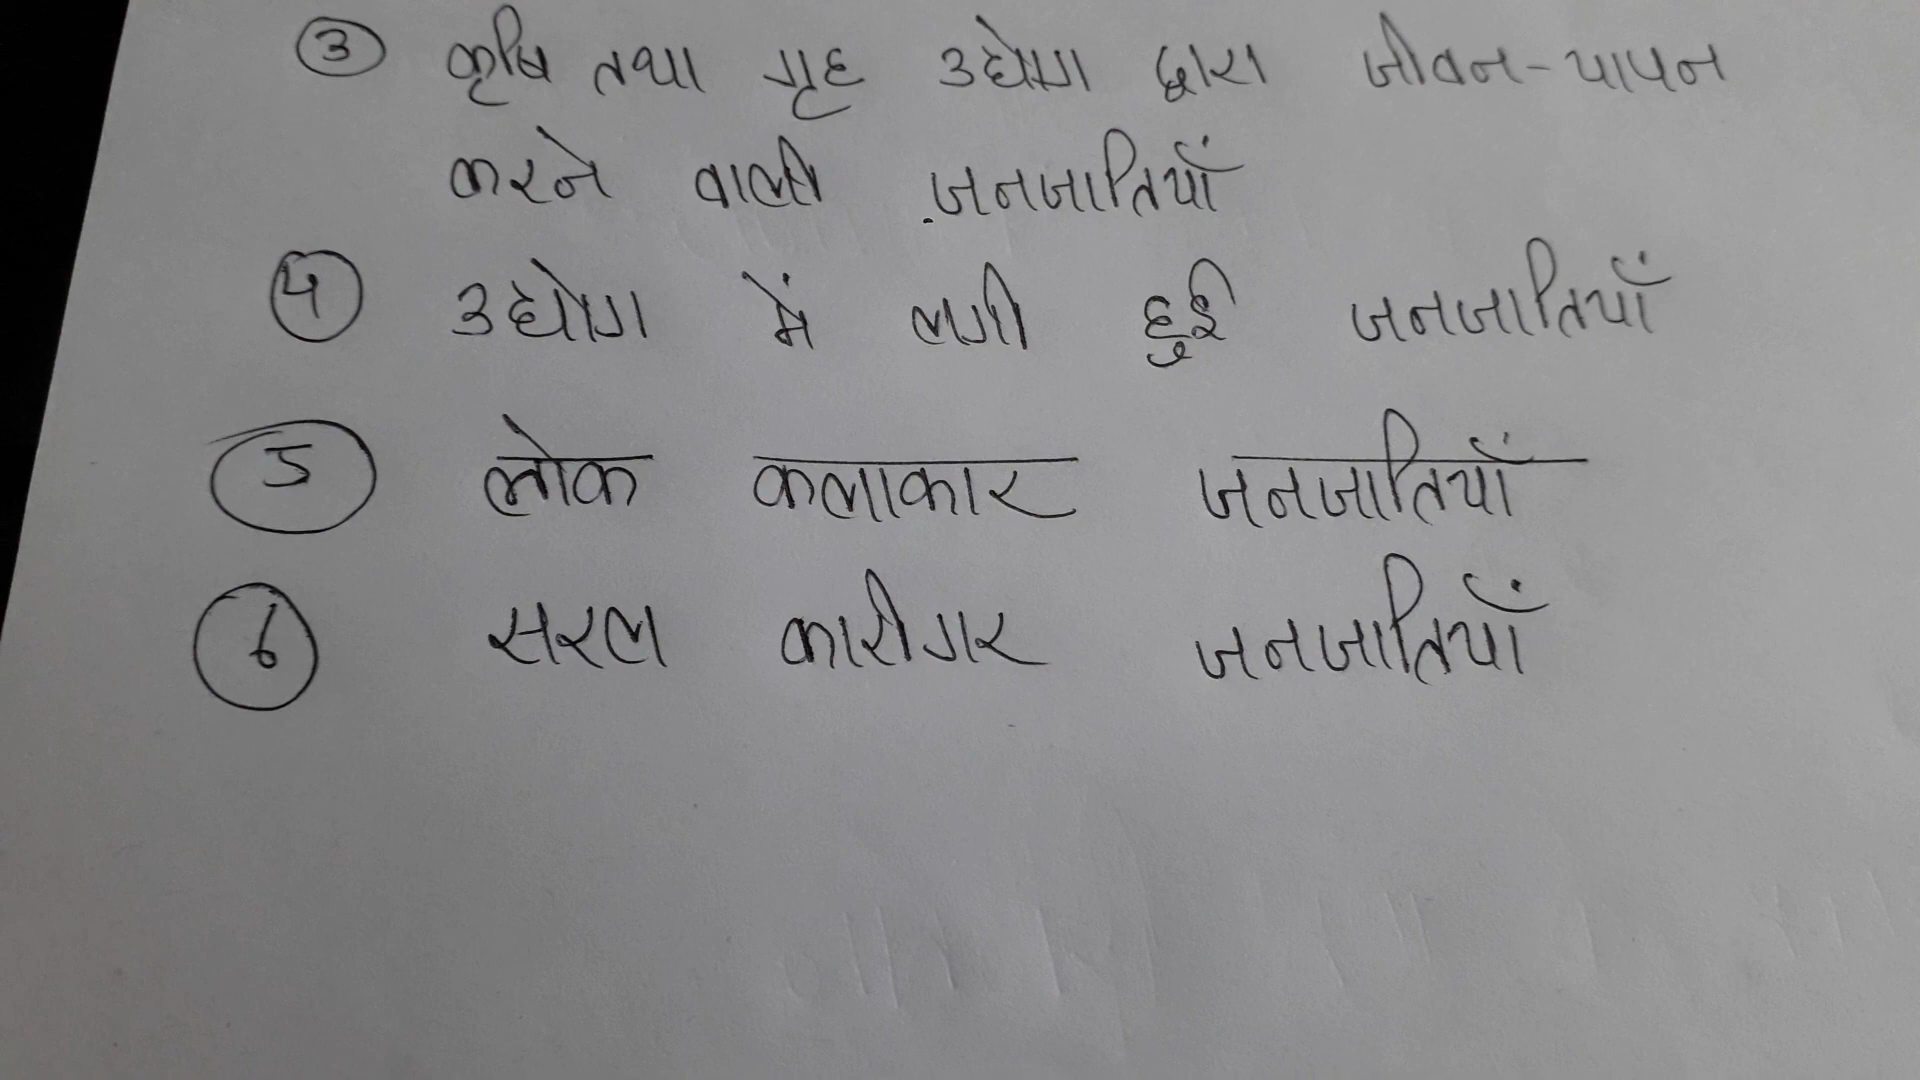 ③ कृषि तथा गृह उद्योग द्वारा जीवन-यापन
करने वाली जनजातियाँ
④ उद्योग में लगी हुई जनजातियाँ
⑤ लोक कलाकार जनजातियाँ
⑥ सरल कारीगर जनजातियाँ